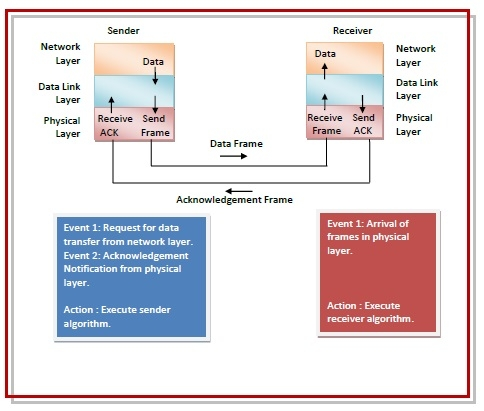 Sender
Receiver
Network
Layer
Data
Data
Network
Layer
Data Link
Layer
Data Link
Layer
Physical
Layer
Receive
ACK
Send
Frame
Receive
Frame
Send
ACK
Physical
Layer
Data Frame
Acknowledgement Frame
Event 1: Request for data
transfer from network layer.
Event 2: Acknowledgement
Notification from physical
layer.
Action : Execute sender
algorithm.
Event 1: Arrival of
frames in physical
layer.
Action : Execute
receiver algorithm.